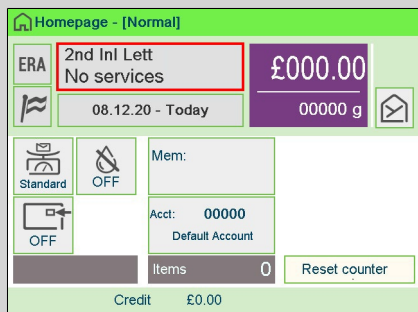 Homepage - [Normal]
ERA
2nd Inl Lett
No services
£000.00
08.12.20 - Today
00000 g
Standard
OFF
Mem:
OFF
Acct: 00000
Default Account
Items 0
Reset counter
Credit £0.00